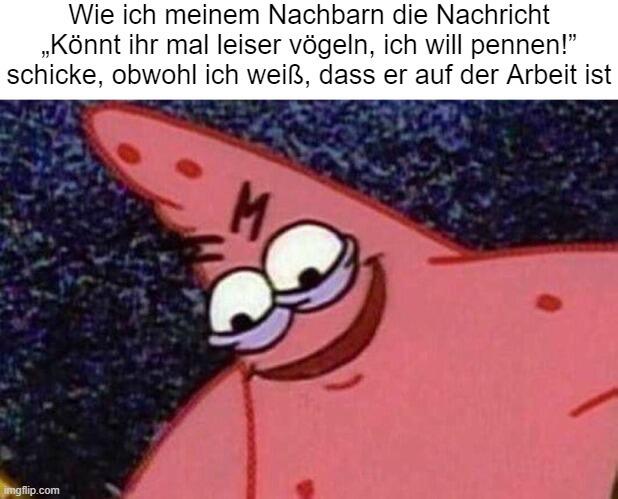 Wie ich meinem Nachbarn die Nachricht
„Könnt ihr mal leiser vögeln, ich will pennen!”
schicke, obwohl ich weiß, dass er auf der Arbeit ist
imgflip.com